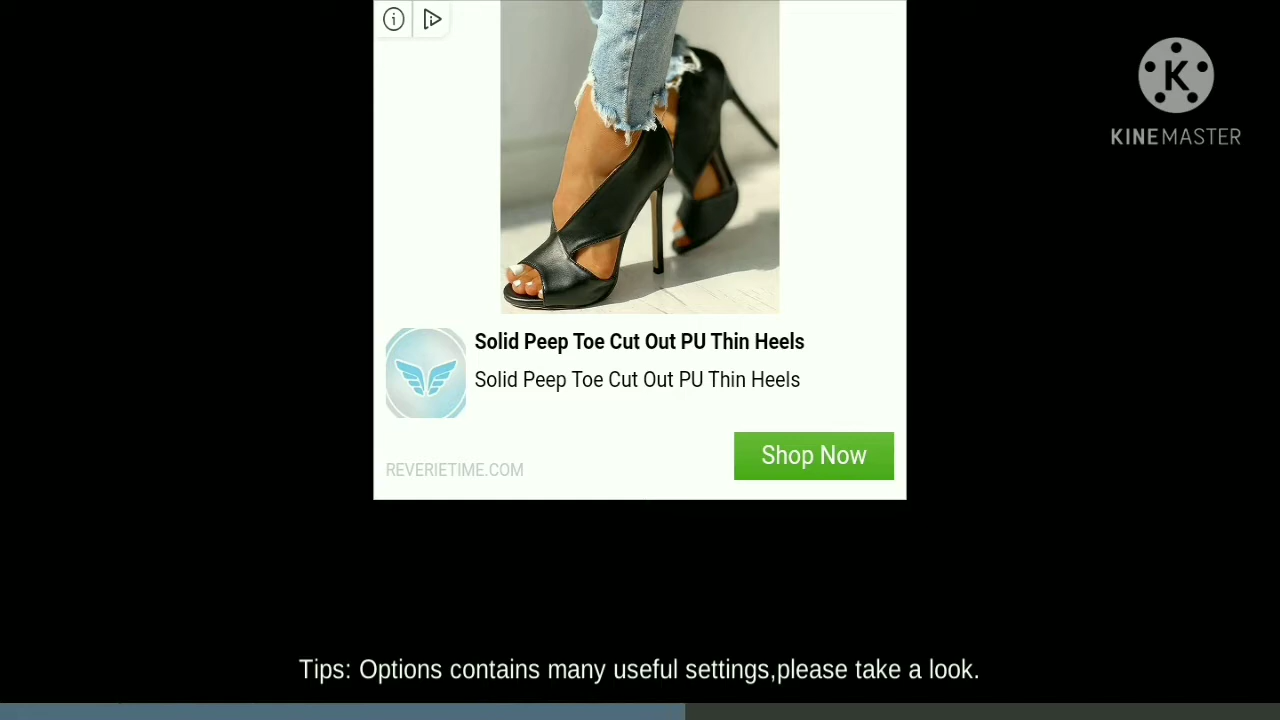 KINEMASTER
Solid Peep Toe Cut Out PU Thin Heels
Solid Peep Toe Cut Out PU Thin Heels
Shop Now
REVERIETIME.COM
Tips: Options contains many useful settings,please take a look.